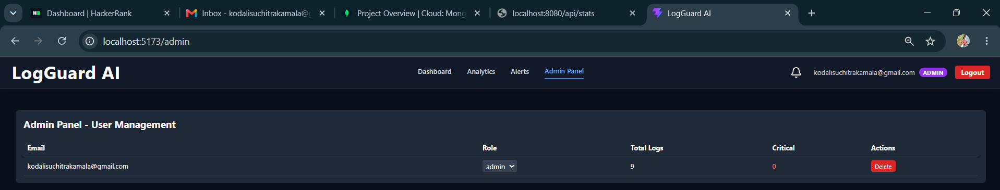 Dashboard | HackerRank
Inbox - kodalisuchitrakamala@g
Project Overview | Cloud: Mong
localhost:8080/api/stats
LogGuard AI
localhost:5173/admin
LogGuard AI
Dashboard
Analytics
Alerts
Admin Panel
kodalisuchitrakamala@gmail.com
ADMIN
Logout
Admin Panel - User Management
Email Role Total Logs Critical Actions
kodalisuchitrakamala@gmail.com admin 9 0 Delete